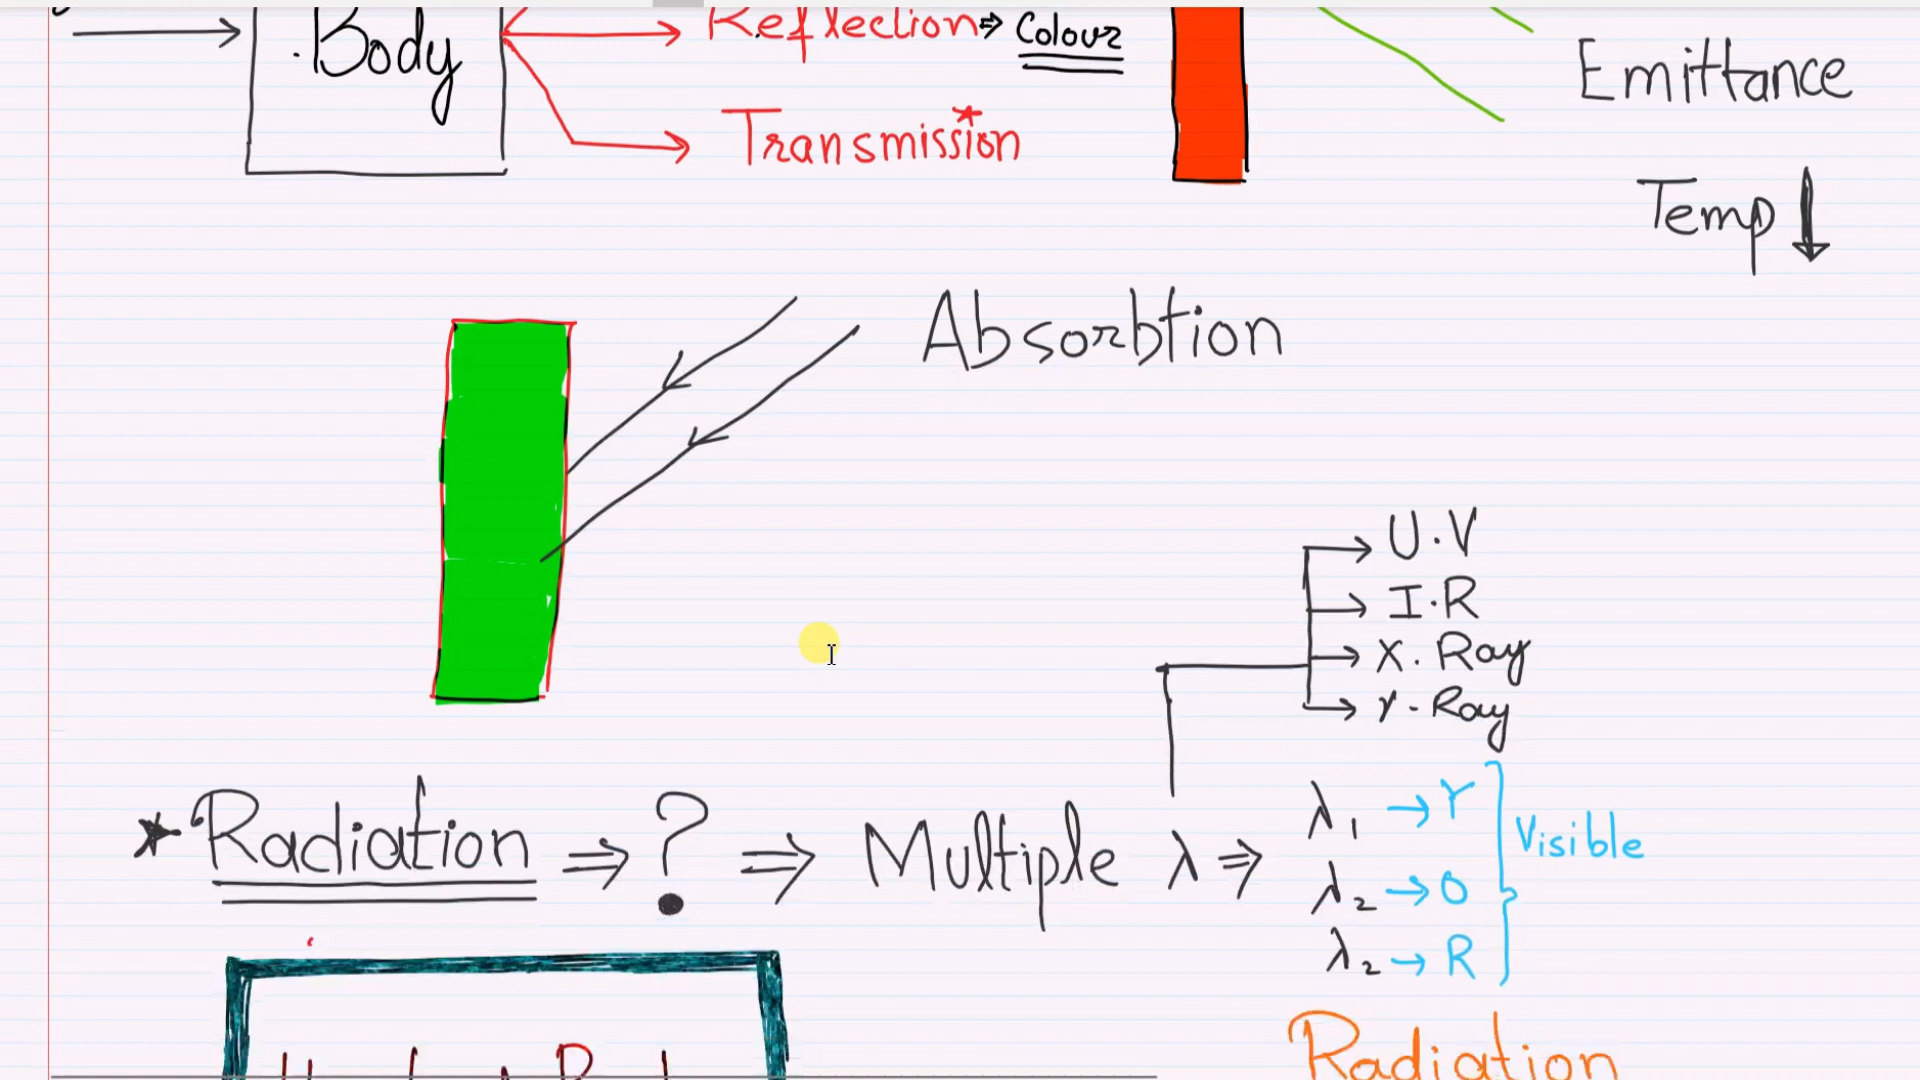 .Body
Reflection⇒ Colour
Transmission*
Emittance
Temp↓
Absorbtion
→ U.V
→ I.R
→ X. Ray
→ γ - Ray
* Radiation ⇒ ? ⇒ Multiple λ ⇒
λ1 → Y
λ2 → O
λ2 → R
Visible
Radiation